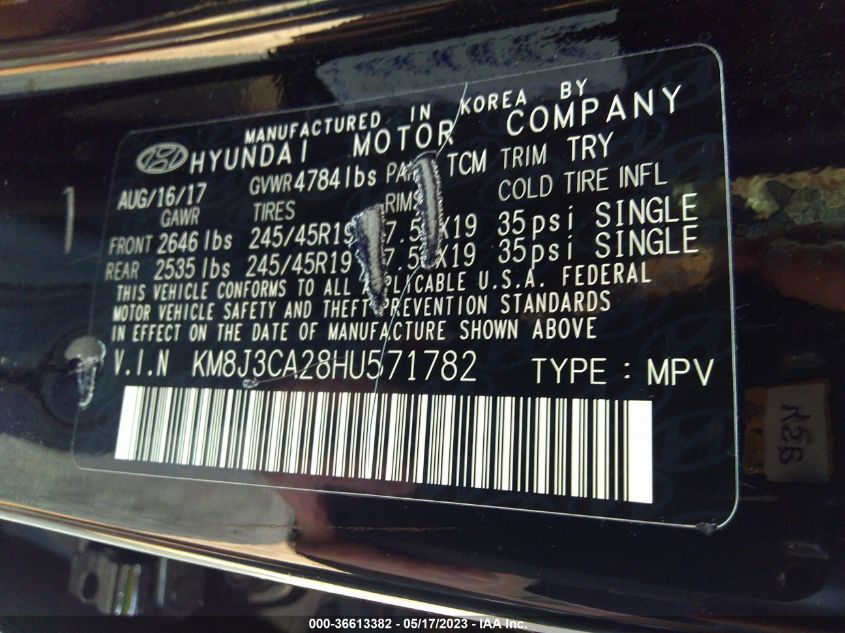 MANUFACTURED IN KOREA BY
HYUNDAI MOTOR COMPANY
AUG/16/17 GVWR 4784 lbs TCM TRIM TRY
GAWR TIRES RIMS COLD TIRE INFL
FRONT 2646 lbs 245/45R19 X19 35psi SINGLE
REAR 2535 lbs 245/45R19 X19 35psi SINGLE
THIS VEHICLE CONFORMS TO ALL APPLICABLE U.S.A. FEDERAL
MOTOR VEHICLE SAFETY AND THEFT PREVENTION STANDARDS
IN EFFECT ON THE DATE OF MANUFACTURE SHOWN ABOVE
V.I.N KM8J3CA28HU571782 TYPE : MPV
000-36613382 - 05/17/2023 - IAA Inc.